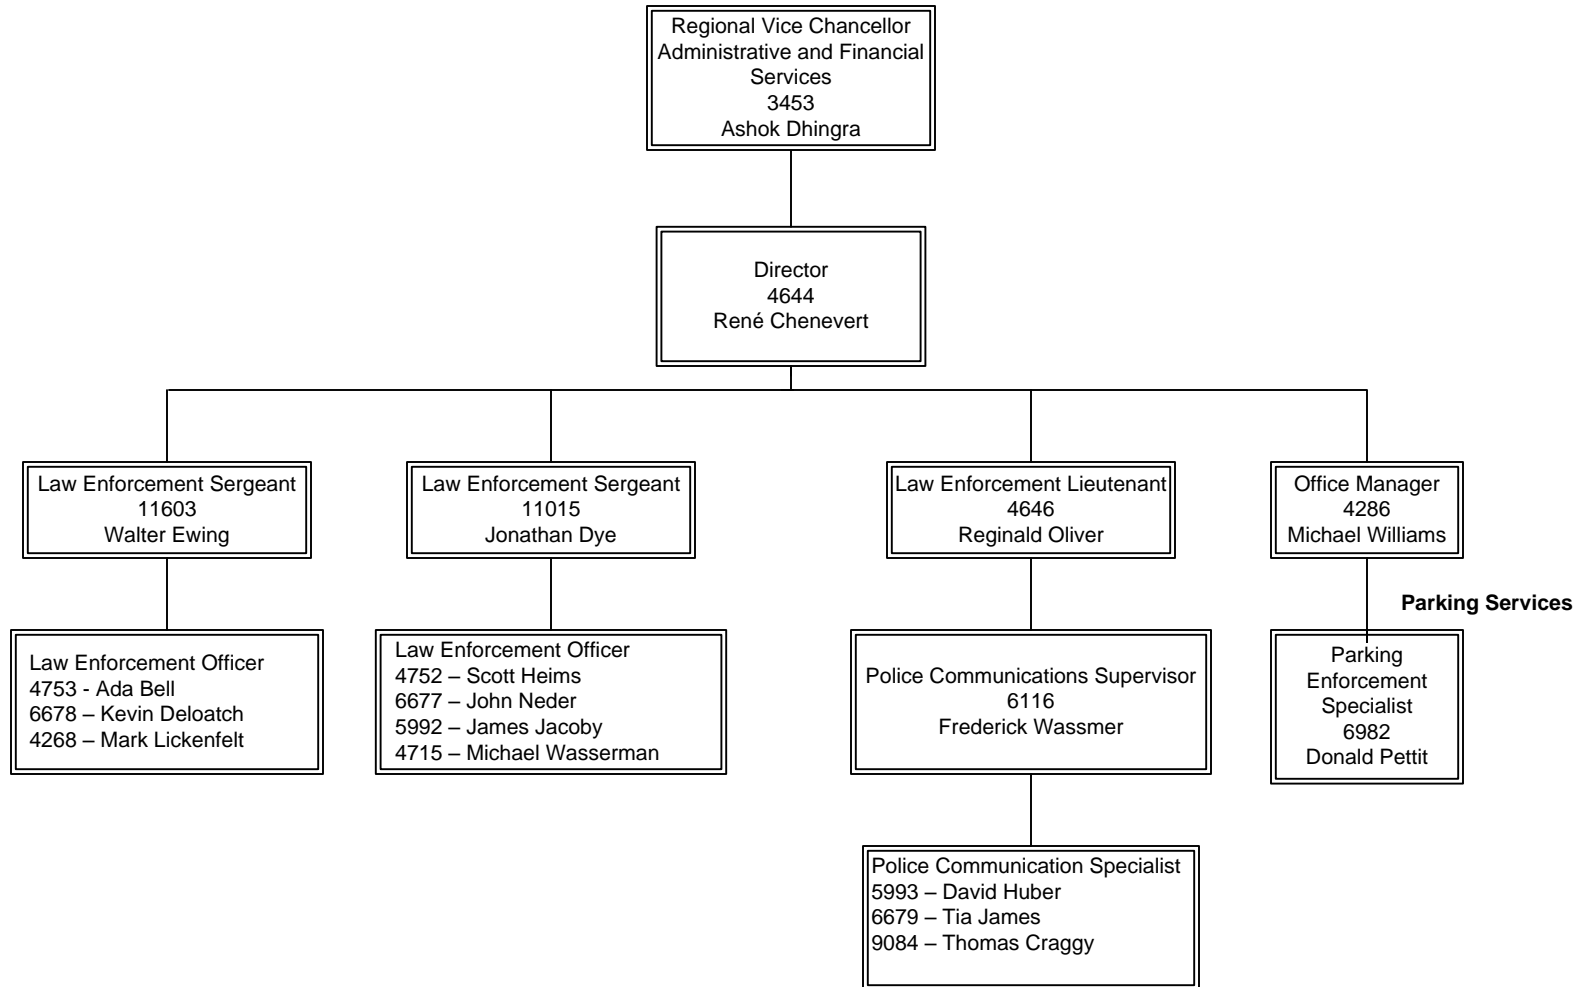 Regional Vice Chancellor
Administrative and Financial
Services
3453
Ashok Dhingra
Director
4644
René Chenevert
Law Enforcement Sergeant
11603
Walter Ewing
Law Enforcement Sergeant
11015
Jonathan Dye
Law Enforcement Lieutenant
4646
Reginald Oliver
Office Manager
4286
Michael Williams
Parking Services
Law Enforcement Officer
4753 - Ada Bell
6678 – Kevin Deloatch
4268 – Mark Lickenfelt
Law Enforcement Officer
4752 – Scott Heims
6677 – John Neder
5992 – James Jacoby
4715 – Michael Wasserman
Police Communications Supervisor
6116
Frederick Wassmer
Parking
Enforcement
Specialist
6982
Donald Pettit
Police Communication Specialist
5993 – David Huber
6679 – Tia James
9084 – Thomas Craggy